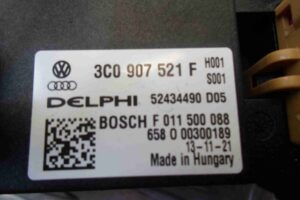 3C0 907 521 F H001
S001
DELPHI 52434490 D05
BOSCH F 011 500 088
658 0 00300189
13-11-21
Made in Hungary